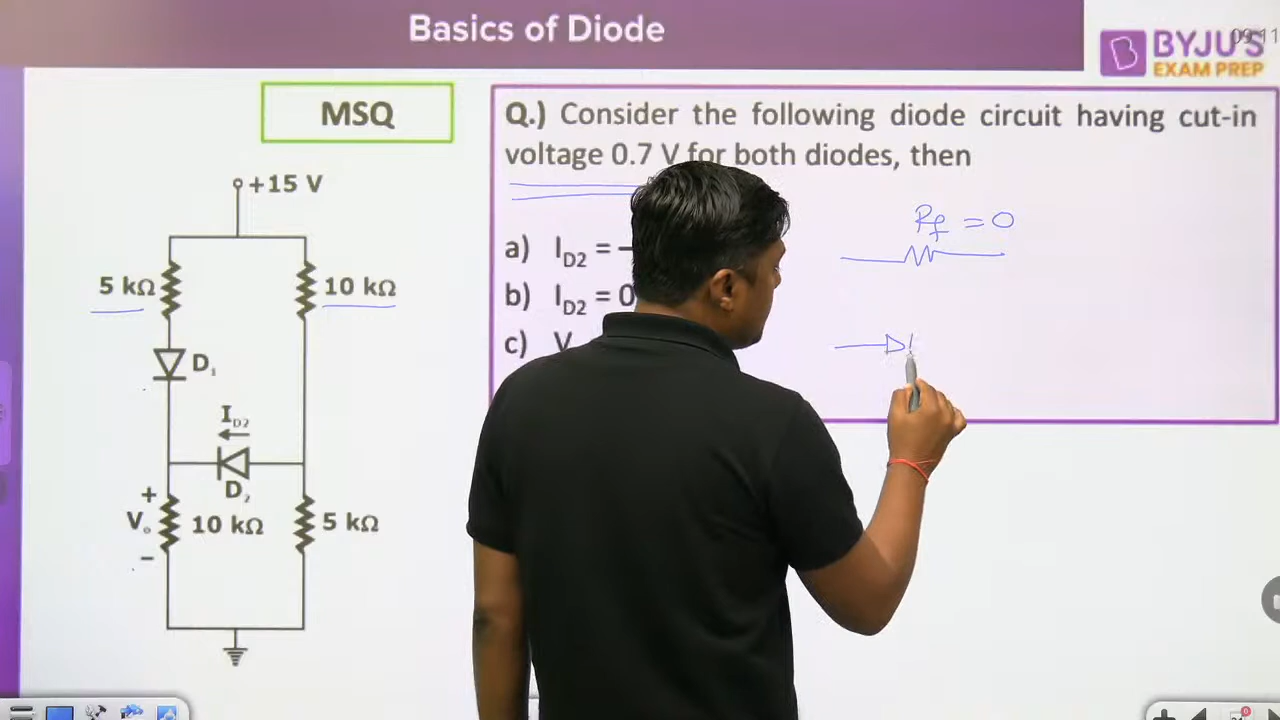 Basics of Diode
BYJU'S
EXAM PREP
MSQ
Q.) Consider the following diode circuit having cut-in
voltage 0.7 V for both diodes, then
a) I_D2 = –
b) I_D2 = 0
c) V
+15 V
5 kΩ
10 kΩ
D₁
I_D2
D₂
+
Vₒ
–
10 kΩ
5 kΩ
R_f = 0